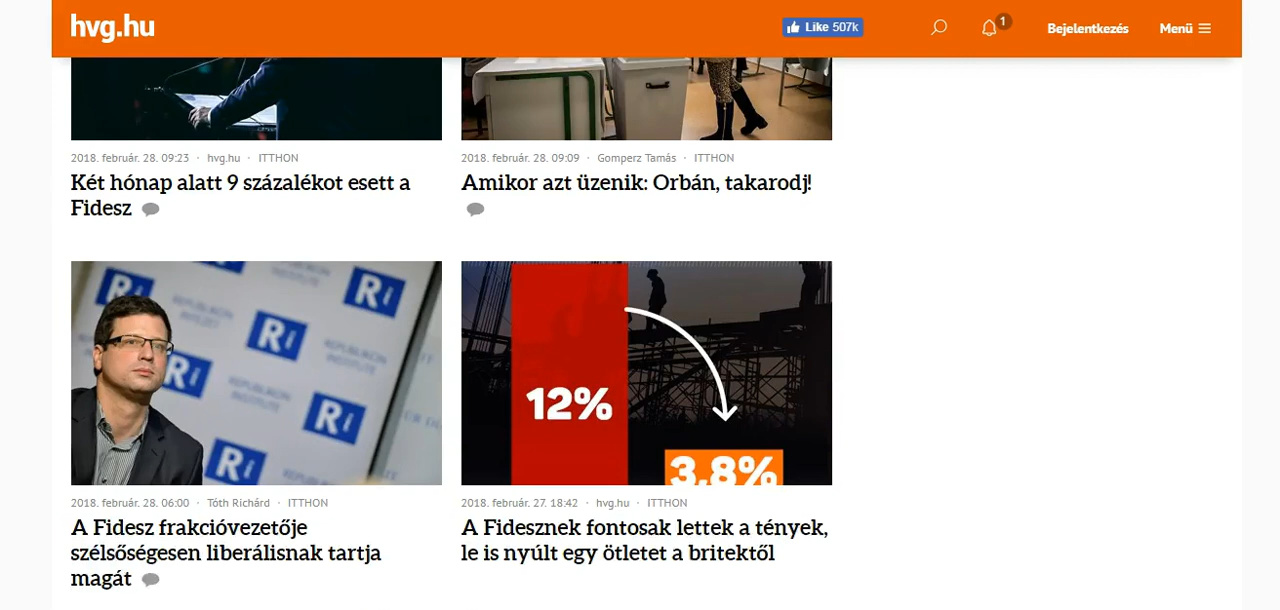 hvg.hu
Like 507k
1
Bejelentkezés
Menü
2018. február. 28. 09:23 · hvg.hu · ITTHON
Két hónap alatt 9 százalékot esett a
Fidesz
2018. február. 28. 09:09 · Gomperz Tamás · ITTHON
Amikor azt üzenik: Orbán, takarodj!
REPUBLIKON
INSTITUTE
12%
3,8%
2018. február. 28. 06:00 · Tóth Richárd · ITTHON
A Fidesz frakcióvezetője
szélsőségesen liberálisnak tartja
magát
2018. február. 27. 18:42 · hvg.hu · ITTHON
A Fidesznek fontosak lettek a tények,
le is nyúlt egy ötletet a britektől